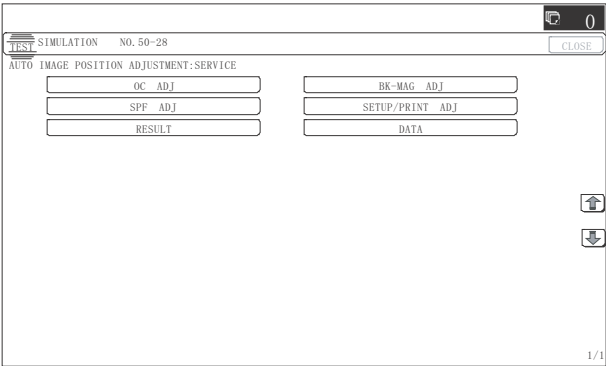 0
TEST SIMULATION NO. 50-28
CLOSE
AUTO IMAGE POSITION ADJUSTMENT:SERVICE
OC ADJ BK-MAG ADJ
SPF ADJ SETUP/PRINT ADJ
RESULT DATA
1/1